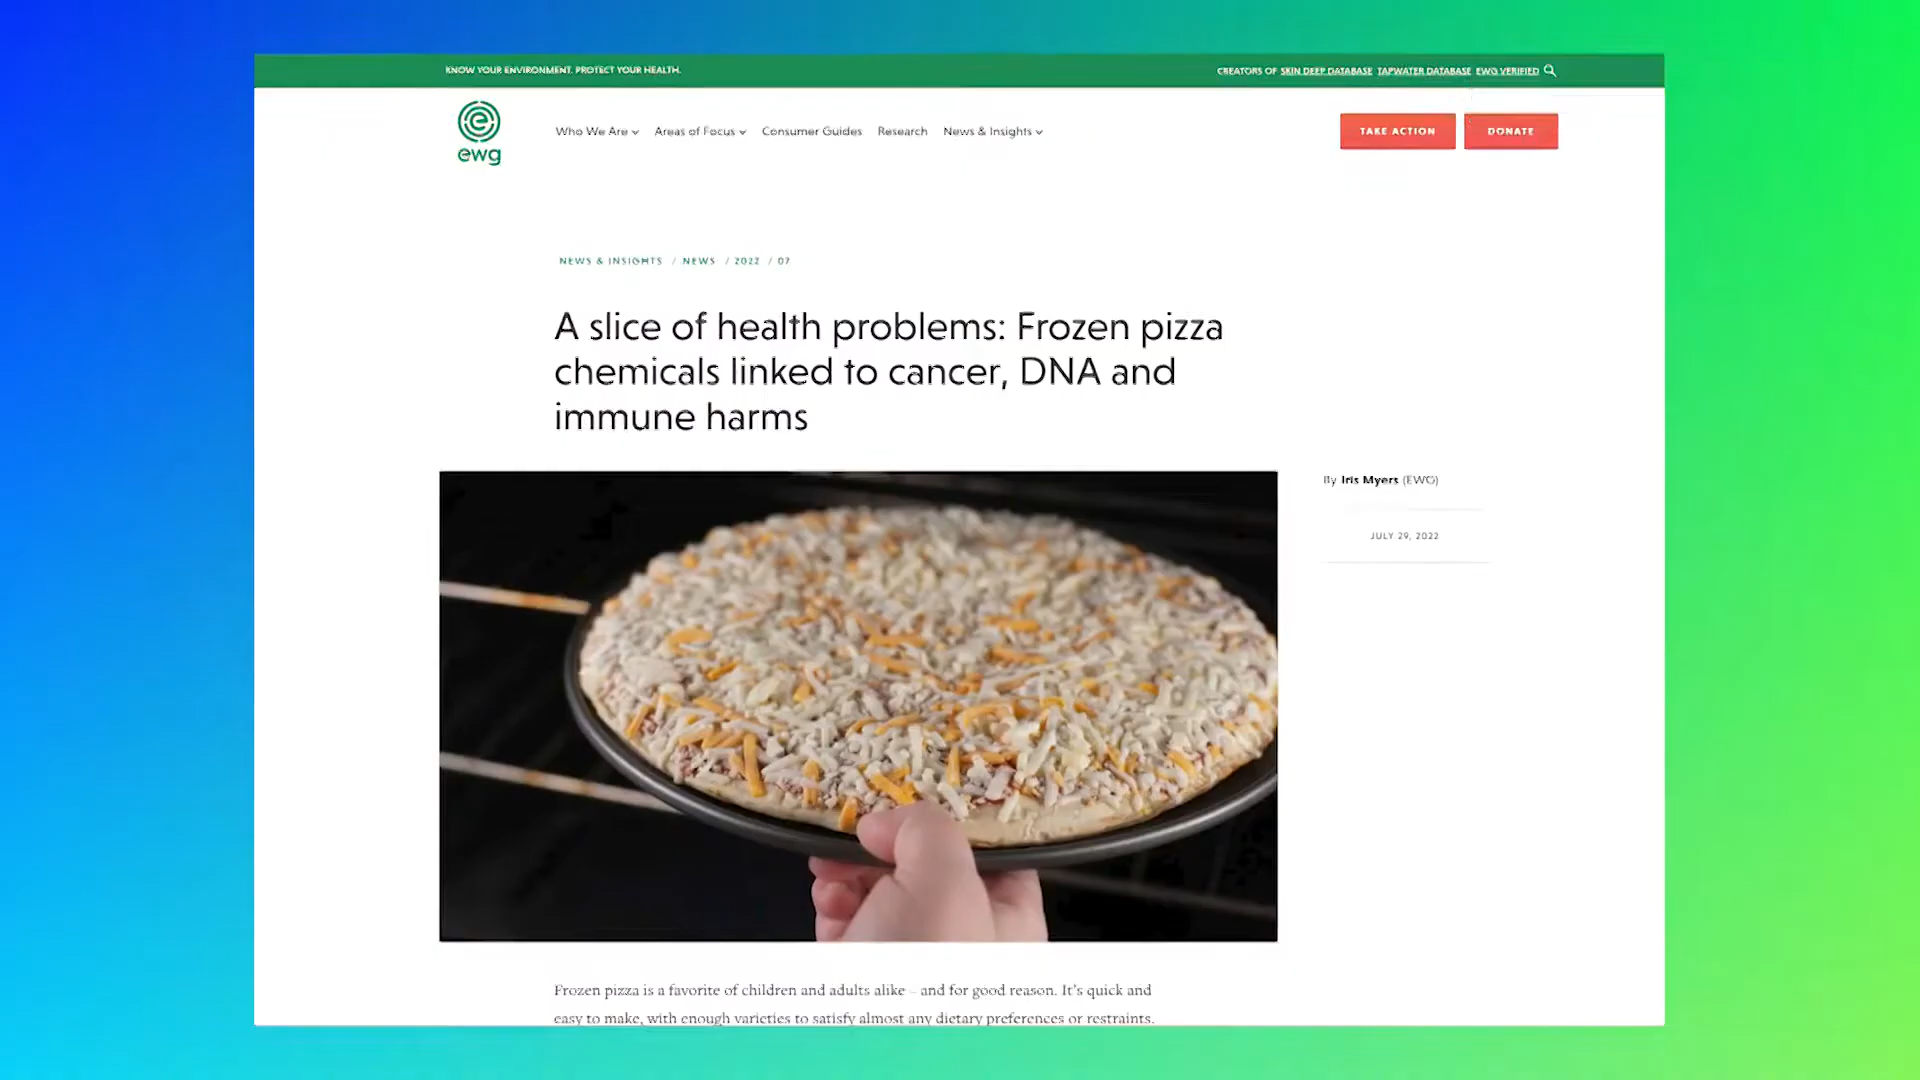 KNOW YOUR ENVIRONMENT. PROTECT YOUR HEALTH.
CREATORS OF SKIN DEEP DATABASE TAPWATER DATABASE EWG VERIFIED
ewg
Who We Are Areas of Focus Consumer Guides Research News & Insights
TAKE ACTION DONATE
NEWS & INSIGHTS / NEWS / 2022 / 07
A slice of health problems: Frozen pizza
chemicals linked to cancer, DNA and
immune harms
By Iris Myers (EWG)
JULY 29, 2022
Frozen pizza is a favorite of children and adults alike – and for good reason. It's quick and
easy to make, with enough varieties to satisfy almost any dietary preferences or restraints.